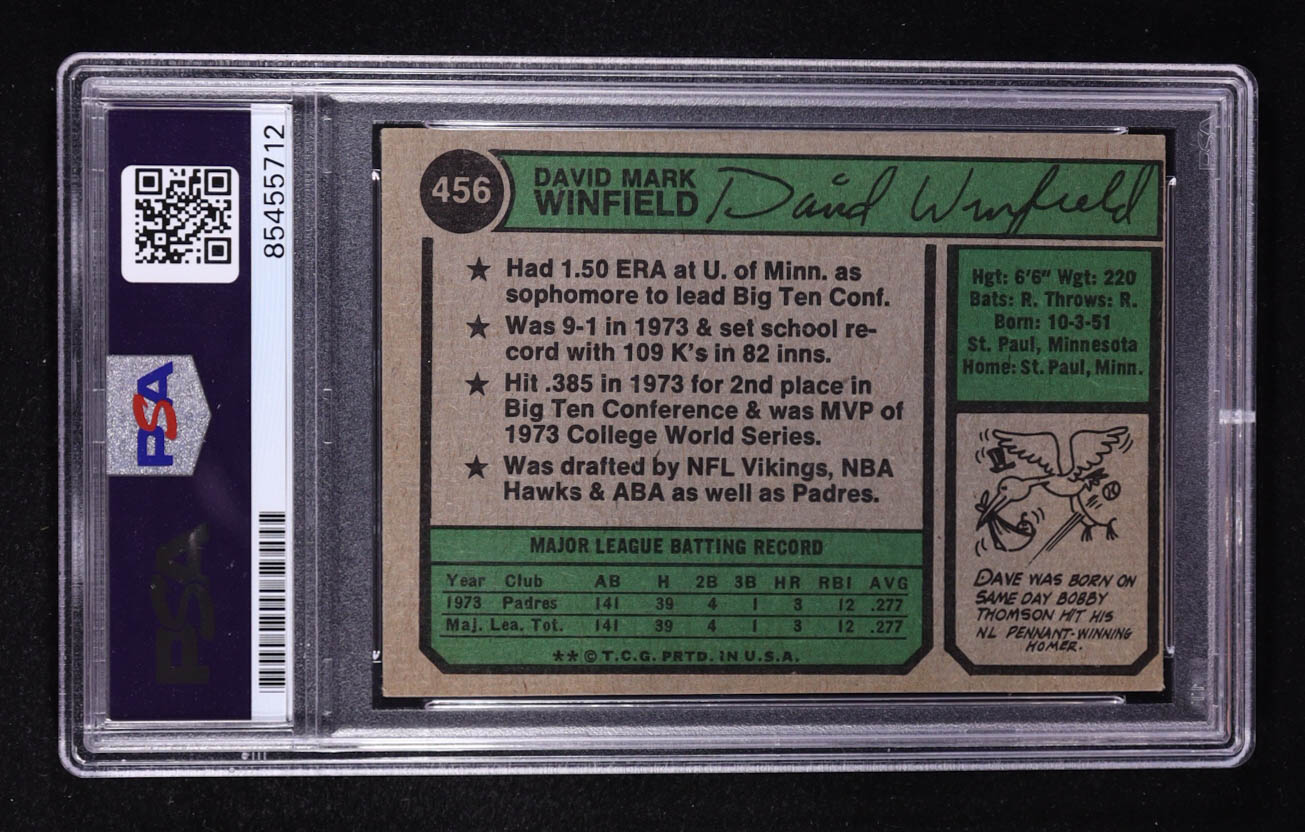 85455712
PSA
PSA
456
DAVID MARK
WINFIELD
David Winfield
★ Had 1.50 ERA at U. of Minn. as
sophomore to lead Big Ten Conf.
★ Was 9-1 in 1973 & set school re-
cord with 109 K's in 82 inns.
★ Hit .385 in 1973 for 2nd place in
Big Ten Conference & was MVP of
1973 College World Series.
★ Was drafted by NFL Vikings, NBA
Hawks & ABA as well as Padres.
MAJOR LEAGUE BATTING RECORD
Year Club AB H 2B 3B HR RBI AVG
1973 Padres 141 39 4 1 3 12 .277
Maj. Lea. Tot. 141 39 4 1 3 12 .277
** © T.C.G. PRTD. IN U.S.A.
Hgt: 6'6" Wgt: 220
Bats: R. Throws: R.
Born: 10-3-51
St. Paul, Minnesota
Home: St. Paul, Minn.
DAVE WAS BORN ON
SAME DAY BOBBY
THOMSON HIT HIS
NL PENNANT-WINNING
HOMER.